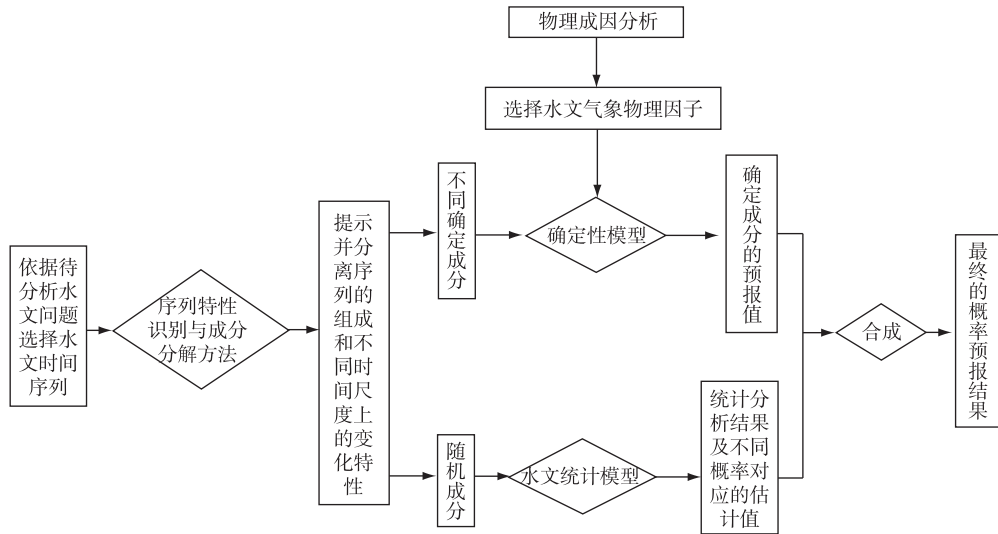 物理成因分析
选择水文气象物理因子
依据待
分析水
文问题
选择水
文时间
序列
序列特性
识别与成分
分解方法
提示
并分
离序
列的
组成
和不
同时
间尺
度上
的变
化特
性
不同确定成分
确定性模型
确定成分的预报值
随机成分
水文统计模型
统计分
析结果
及不同
概率对
应的估
计值
合成
最终的概率预报结果